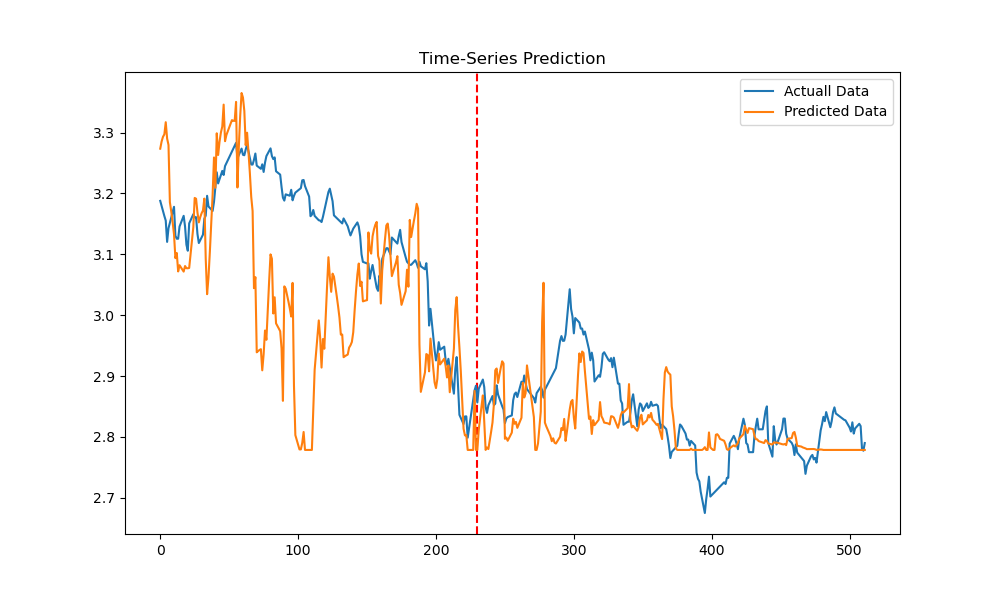 Time-Series Prediction
Actuall Data
Predicted Data
3.3
3.2
3.1
3.0
2.9
2.8
2.7
0 100 200 300 400 500